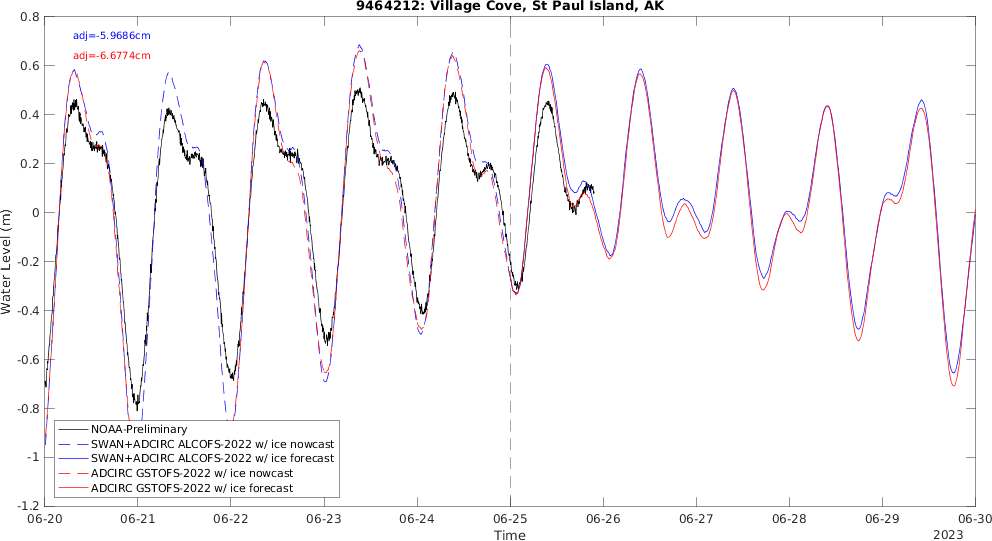 9464212: Village Cove, St Paul Island, AK
adj=-5.9686cm
adj=-6.6774cm
0.8
0.6
0.4
0.2
0
-0.2
-0.4
-0.6
-0.8
-1
-1.2
Water Level (m)
NOAA-Preliminary
SWAN+ADCIRC ALCOFS-2022 w/ ice nowcast
SWAN+ADCIRC ALCOFS-2022 w/ ice forecast
ADCIRC GSTOFS-2022 w/ ice nowcast
ADCIRC GSTOFS-2022 w/ ice forecast
06-20 06-21 06-22 06-23 06-24 06-25 06-26 06-27 06-28 06-29 06-30
Time
2023